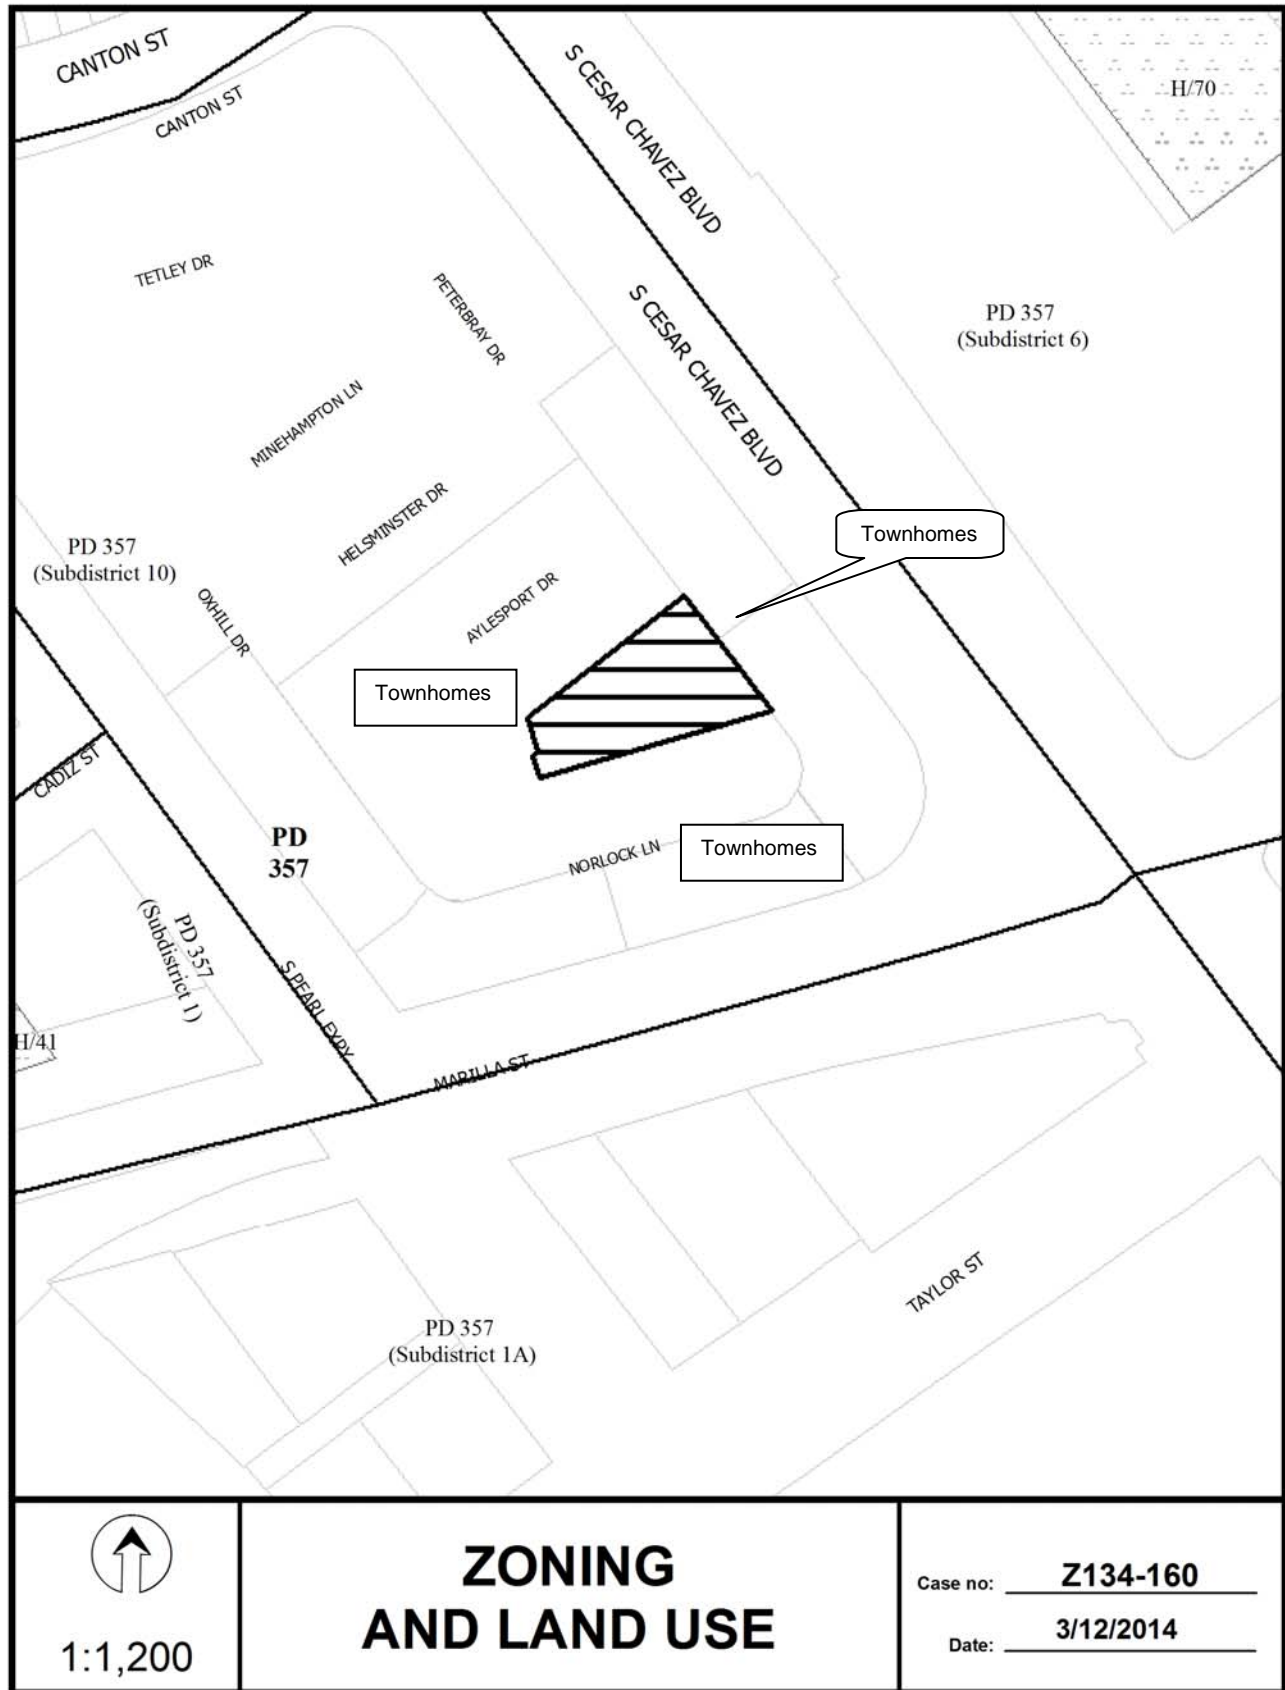 CANTON ST
CANTON ST
S CESAR CHAVEZ BLVD
H/70
TETLEY DR
PETERBRAY DR
S CESAR CHAVEZ BLVD
PD 357
(Subdistrict 6)
MINEHAMPTON LN
HELSMINSTER DR
Townhomes
PD 357
(Subdistrict 10)
OXHILL DR
AYLESPORT DR
Townhomes
CADIZ ST
PD
357
NORLOCK LN
Townhomes
PD 357
(Subdistrict 1)
S PEARL EXPY
H/41
MARILLA ST
TAYLOR ST
PD 357
(Subdistrict 1A)
1:1,200
ZONING
AND LAND USE
Case no: Z134-160
Date: 3/12/2014